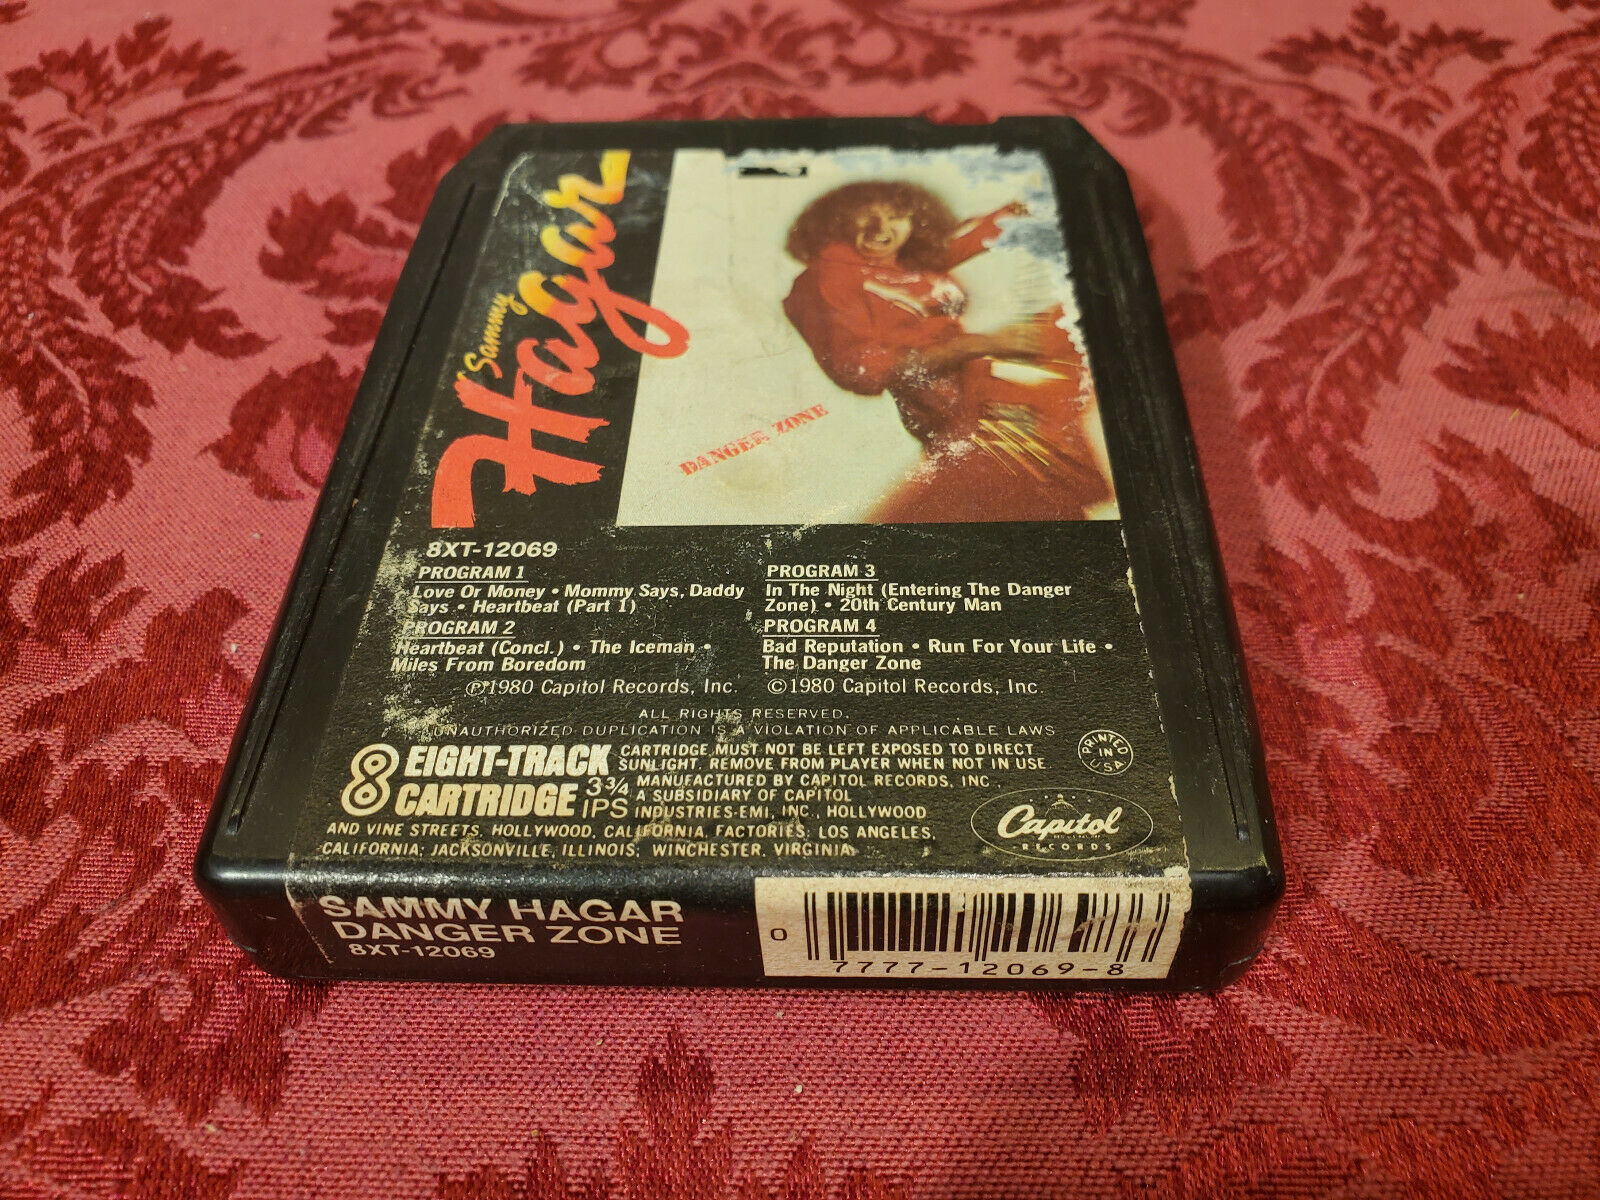 Sammy
Hagar
DANGER ZONE
8XT-12069
PROGRAM 1
Love Or Money • Mommy Says, Daddy
Says • Heartbeat (Part 1)
PROGRAM 2
Heartbeat (Concl.) • The Iceman •
Miles From Boredom
PROGRAM 3
In The Night (Entering The Danger
Zone) • 20th Century Man
PROGRAM 4
Bad Reputation • Run For Your Life •
The Danger Zone
℗1980 Capitol Records, Inc. ©1980 Capitol Records, Inc.
ALL RIGHTS RESERVED.
UNAUTHORIZED DUPLICATION IS A VIOLATION OF APPLICABLE LAWS
8 EIGHT-TRACK
CARTRIDGE 3¾
IPS
CARTRIDGE MUST NOT BE LEFT EXPOSED TO DIRECT
SUNLIGHT. REMOVE FROM PLAYER WHEN NOT IN USE.
MANUFACTURED BY CAPITOL RECORDS, INC.,
A SUBSIDIARY OF CAPITOL
INDUSTRIES-EMI, INC., HOLLYWOOD
AND VINE STREETS, HOLLYWOOD, CALIFORNIA. FACTORIES: LOS ANGELES,
CALIFORNIA; JACKSONVILLE, ILLINOIS; WINCHESTER, VIRGINIA.
PRINTED
IN
U.S.A.
Capitol
RECORDS
SAMMY HAGAR
DANGER ZONE
8XT-12069
0
7777-12069-8